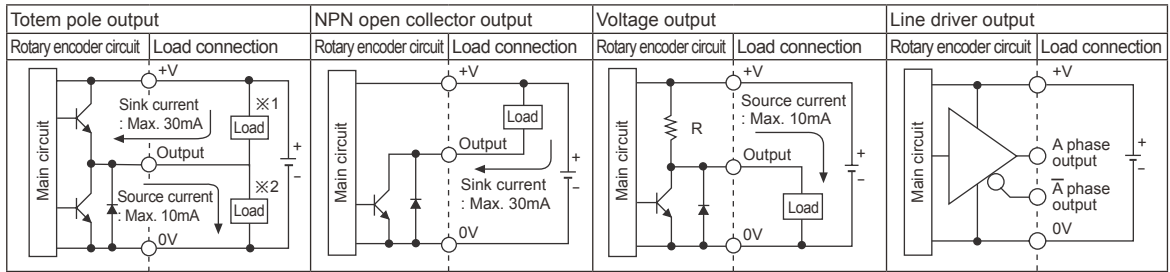 Totem pole output
Rotary encoder circuit Load connection
Main circuit
+V
Sink current
: Max. 30mA
※1
Load
Output
Source current
: Max. 10mA
※2
Load
0V
+
-
NPN open collector output
Rotary encoder circuit Load connection
Main circuit
+V
Load
Output
Sink current
: Max. 30mA
0V
+
-
Voltage output
Rotary encoder circuit Load connection
Main circuit
+V
Source current
: Max. 10mA
R
Output
Load
0V
+
-
Line driver output
Rotary encoder circuit Load connection
Main circuit
+V
A phase
output
A̅ phase
output
0V
+
-